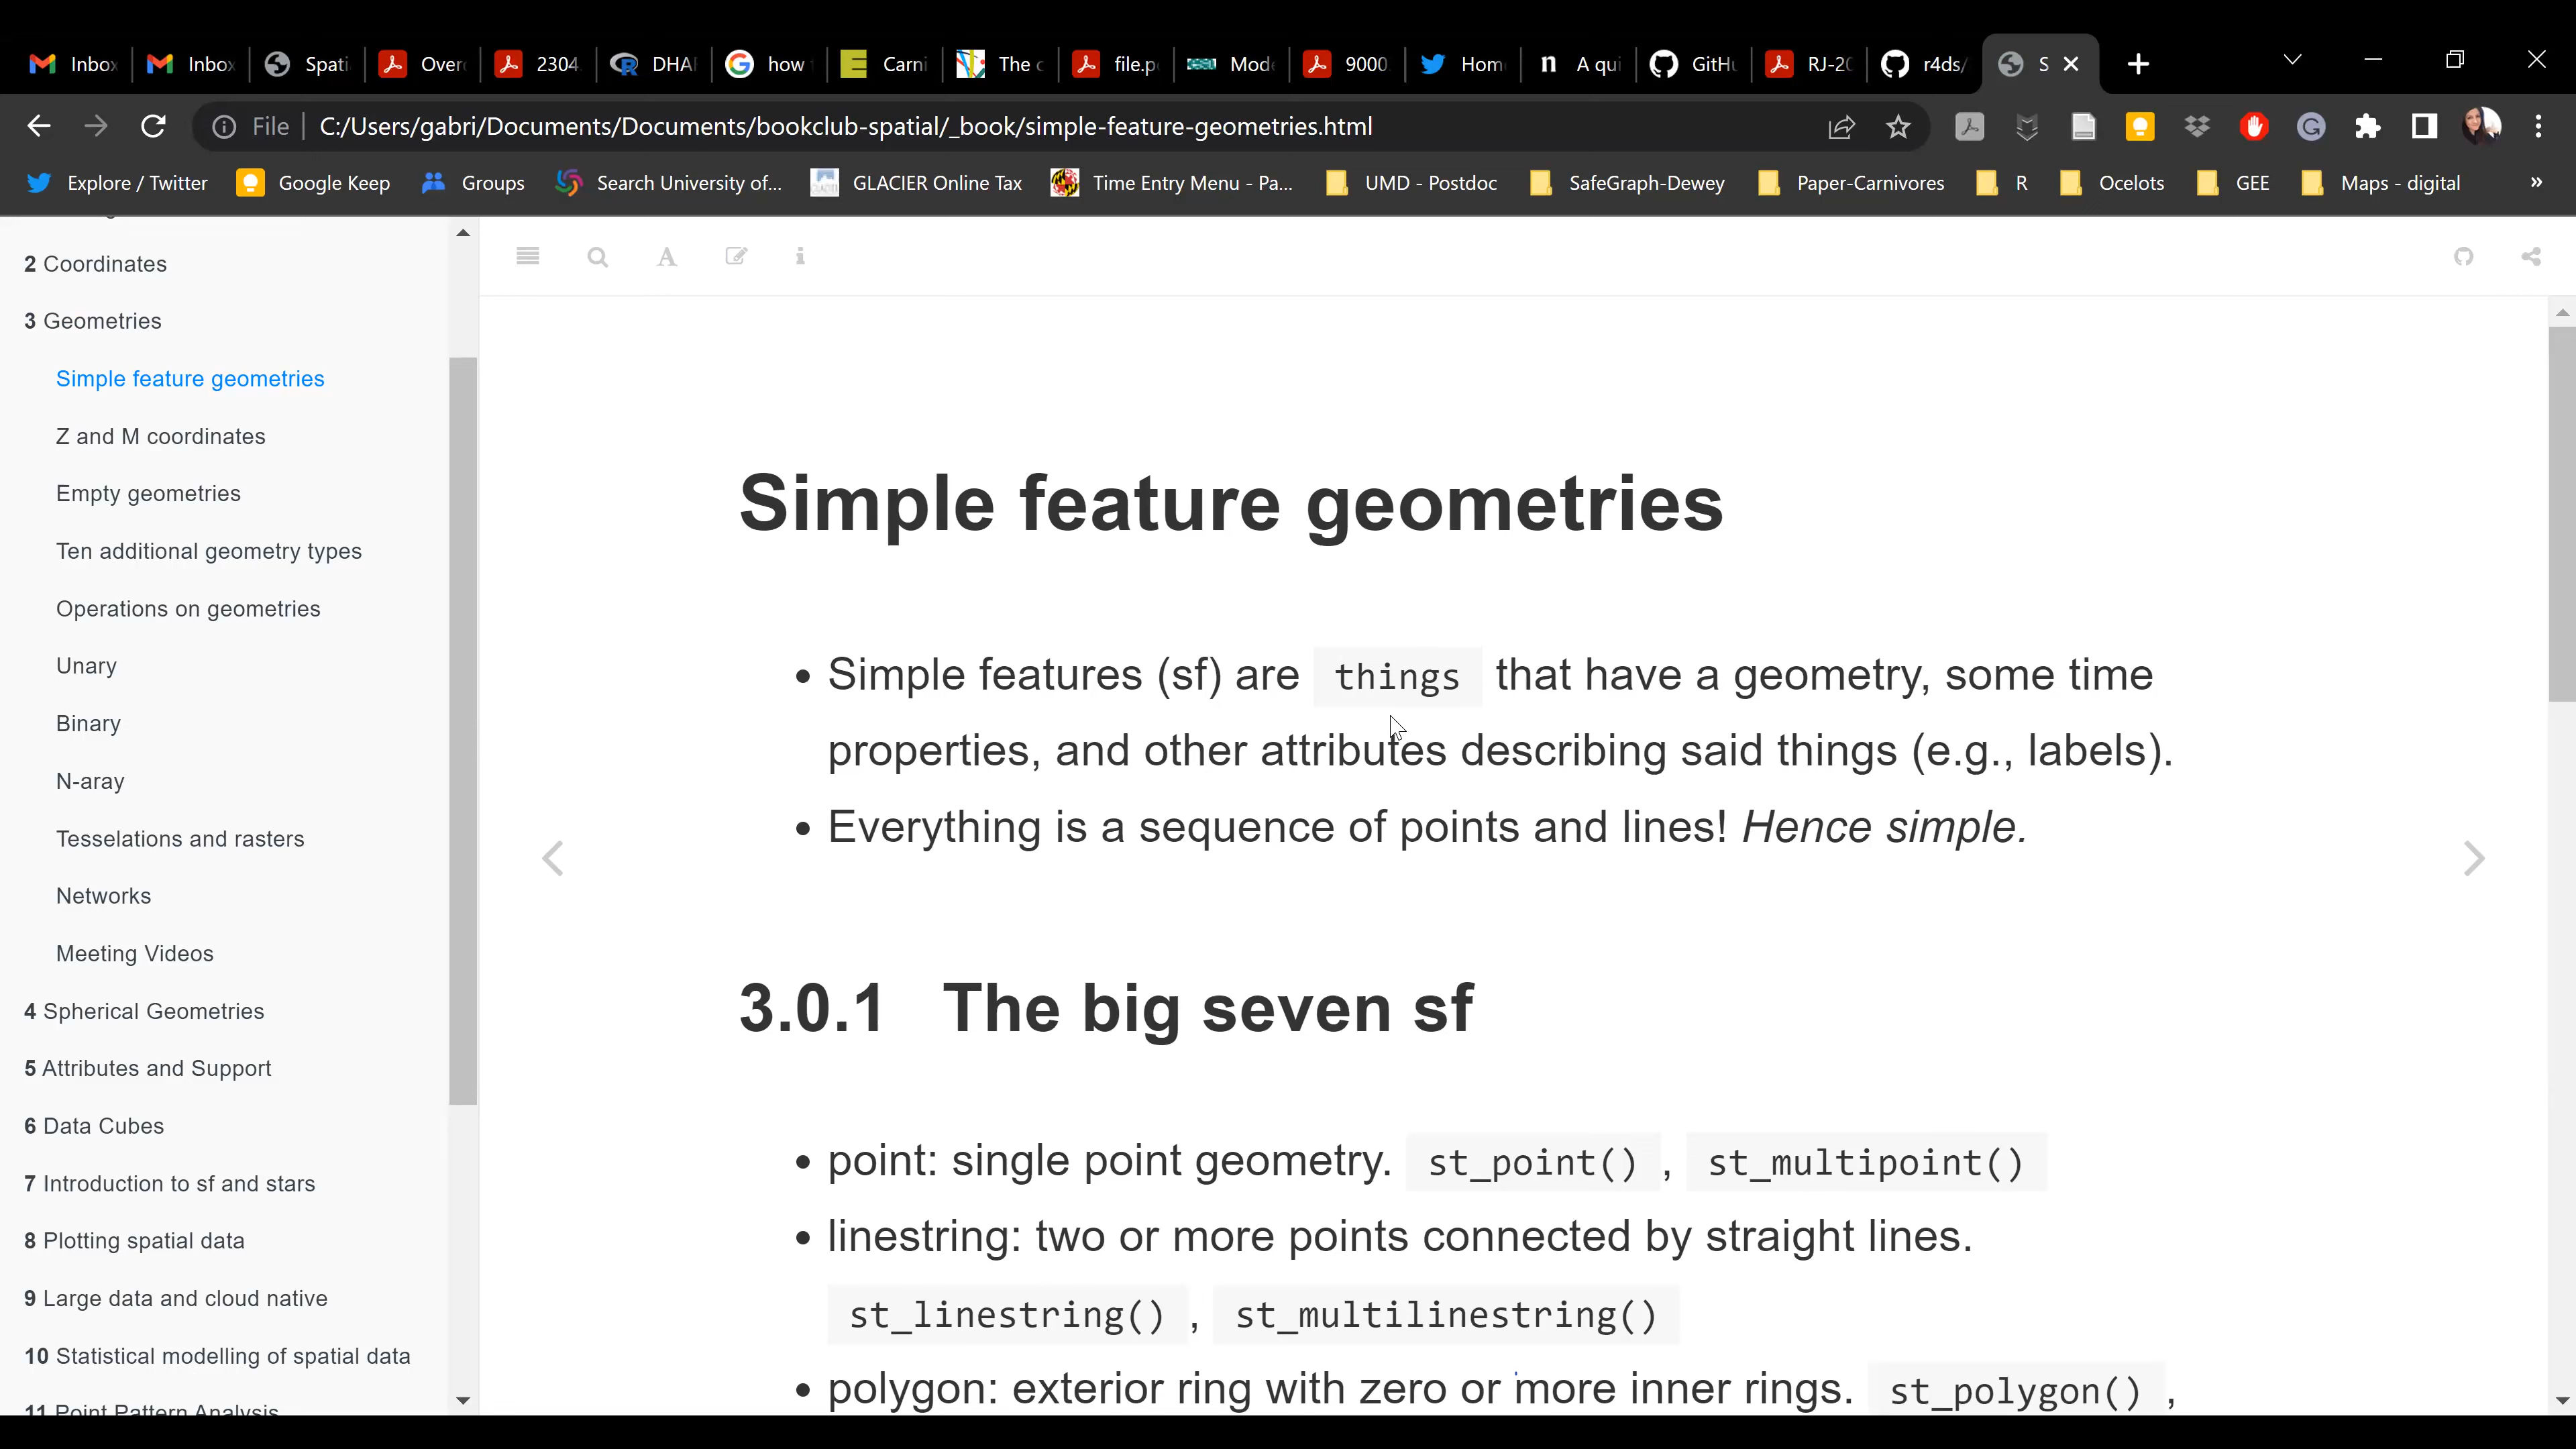 Inbox
Inbox
Spati
Over
2304
DHA
how
Carni
The c
file.p
Mode
9000
Hom
A qui
GitHu
RJ-20
r4ds/
S
File
C:/Users/gabri/Documents/Documents/bookclub-spatial/_book/simple-feature-geometries.html
Explore / Twitter
Google Keep
Groups
Search University of...
GLACIER Online Tax
Time Entry Menu - Pa...
UMD - Postdoc
SafeGraph-Dewey
Paper-Carnivores
R
Ocelots
GEE
Maps - digital
»
2 Coordinates
3 Geometries
Simple feature geometries
Z and M coordinates
Empty geometries
Ten additional geometry types
Operations on geometries
Unary
Binary
N-aray
Tesselations and rasters
Networks
Meeting Videos
4 Spherical Geometries
5 Attributes and Support
6 Data Cubes
7 Introduction to sf and stars
8 Plotting spatial data
9 Large data and cloud native
10 Statistical modelling of spatial data
11 Point Pattern Analysis
Simple feature geometries
• Simple features (sf) are things that have a geometry, some time
properties, and other attributes describing said things (e.g., labels).
• Everything is a sequence of points and lines! Hence simple.
3.0.1 The big seven sf
• point: single point geometry. st_point() , st_multipoint()
• linestring: two or more points connected by straight lines.
st_linestring() , st_multilinestring()
• polygon: exterior ring with zero or more inner rings. st_polygon() ,